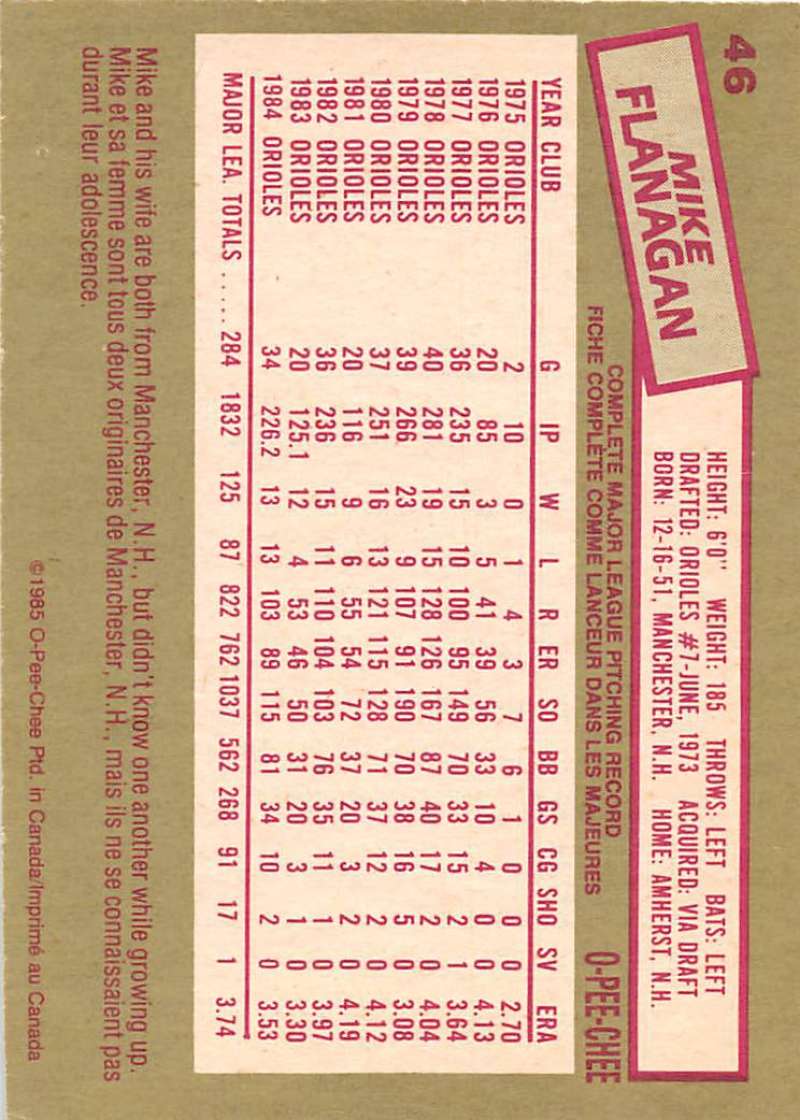 46
MIKE
FLANAGAN
HEIGHT: 6'0" WEIGHT: 185 THROWS: LEFT BATS: LEFT
DRAFTED: ORIOLES #7-JUNE, 1973 ACQUIRED: VIA DRAFT
BORN: 12-16-51, MANCHESTER, N.H. HOME: AMHERST, N.H.
COMPLETE MAJOR LEAGUE PITCHING RECORD
FICHE COMPLÈTE COMME LANCEUR DANS LES MAJEURES
O-PEE-CHEE
YEAR CLUB G IP W L R ER SO BB GS CG SHO SV ERA
1975 ORIOLES 2 10 0 1 4 3 7 6 1 0 0 0 2.70
1976 ORIOLES 20 85 3 5 41 39 56 33 10 4 0 0 4.13
1977 ORIOLES 36 235 15 10 100 95 149 70 33 15 2 1 3.64
1978 ORIOLES 40 281 19 15 128 126 167 87 40 17 2 0 4.04
1979 ORIOLES 39 266 23 9 107 91 190 70 38 16 5 0 3.08
1980 ORIOLES 37 251 16 13 121 115 128 71 37 12 2 0 4.12
1981 ORIOLES 20 116 9 6 55 54 72 37 20 3 2 0 4.19
1982 ORIOLES 36 236 15 11 110 104 103 76 35 11 1 0 3.97
1983 ORIOLES 20 125.1 12 4 53 46 50 31 20 3 1 0 3.30
1984 ORIOLES 34 226.2 13 13 103 89 115 81 34 10 2 0 3.53
MAJOR LEA. TOTALS ..... 284 1832 125 87 822 762 1037 562 268 91 17 1 3.74
Mike and his wife are both from Manchester, N.H., but didn't know one another while growing up.
Mike et sa femme sont tous deux originaires de Manchester, N.H., mais ils ne se connaissaient pas
durant leur adolescence.
©1985 O-Pee-Chee Ptd. in Canada/Imprimé au Canada